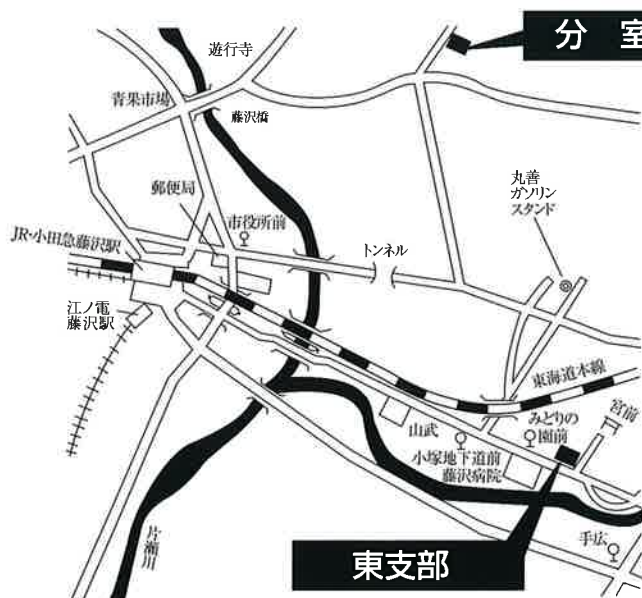 分室
遊行寺
青果市場
藤沢橋
丸善
ガソリン
スタンド
郵便局
市役所前
トンネル
JR・小田急藤沢駅
江ノ電
藤沢駅
東海道本線
宮前
みどりの
園前
山武
小塚地下道前
藤沢病院
手広
片瀬川
東支部